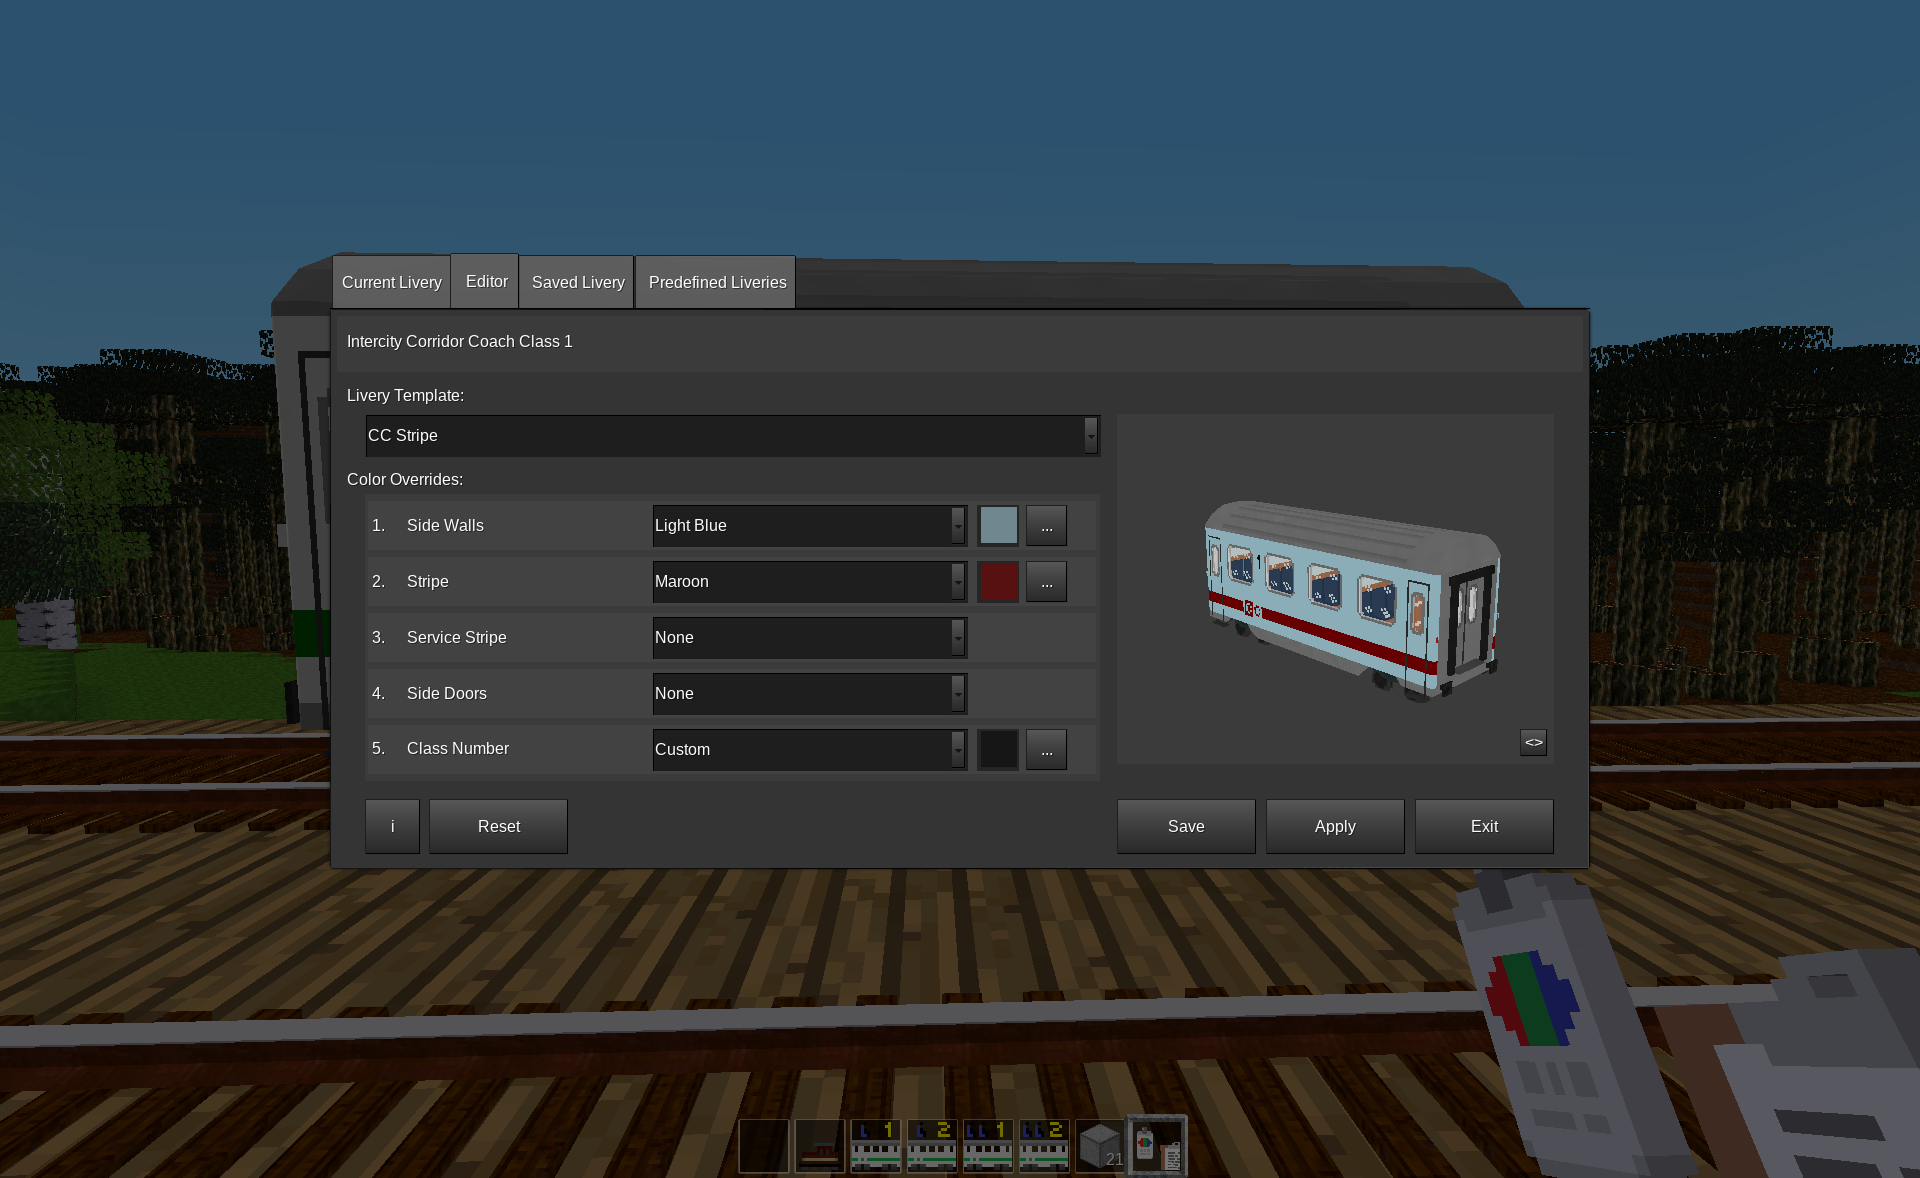 Current Livery
Editor
Saved Livery
Predefined Liveries
Intercity Corridor Coach Class 1
Livery Template:
CC Stripe
Color Overrides:
1. Side Walls Light Blue ...
2. Stripe Maroon ...
3. Service Stripe None
4. Side Doors None
5. Class Number Custom ...
<>
i
Reset
Save
Apply
Exit
1
2
1
2
21